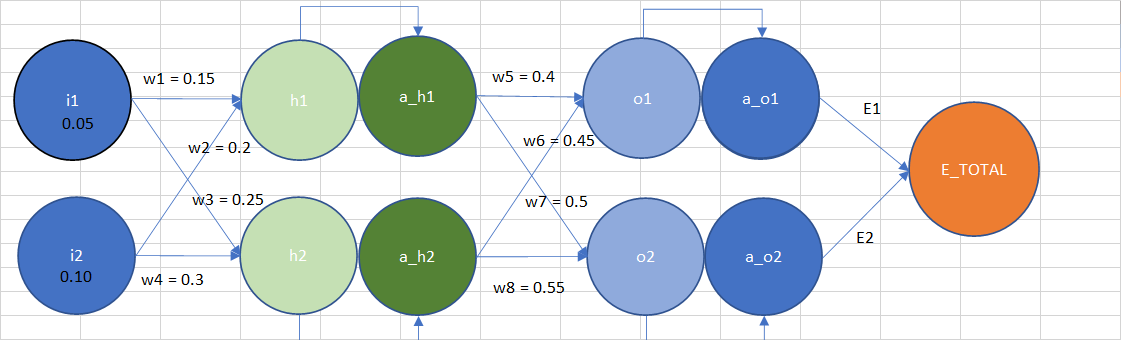 i1
0.05
w1 = 0.15
h1
a_h1
w5 = 0.4
o1
a_o1
E1
w2 = 0.2
w6 = 0.45
E_TOTAL
w3 = 0.25
w7 = 0.5
i2
0.10
w4 = 0.3
h2
a_h2
w8 = 0.55
o2
a_o2
E2